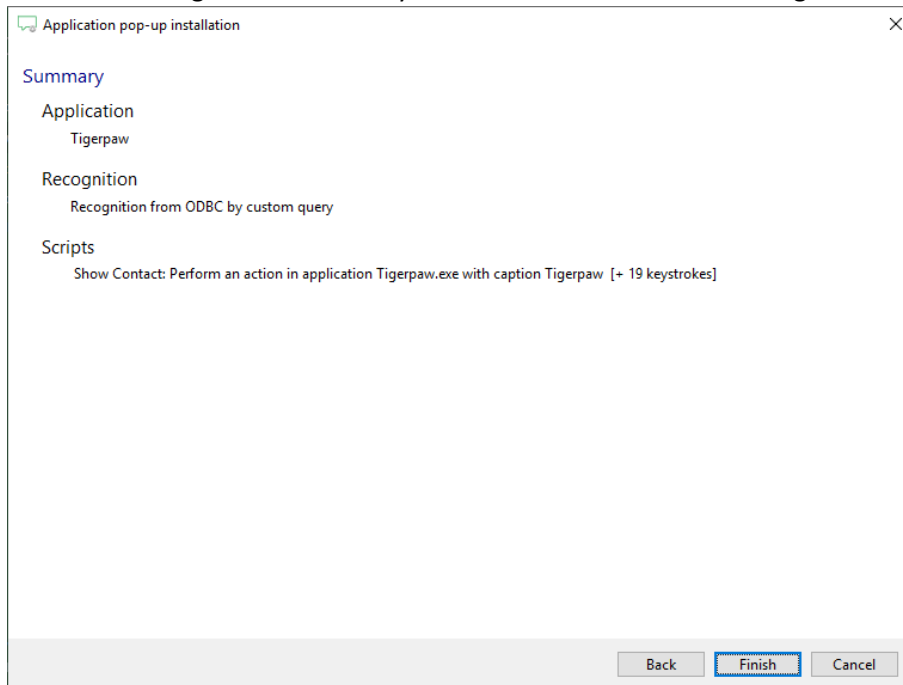 Application pop-up installation
Summary
Application
Tigerpaw
Recognition
Recognition from ODBC by custom query
Scripts
Show Contact: Perform an action in application Tigerpaw.exe with caption Tigerpaw [+ 19 keystrokes]
Back Finish Cancel